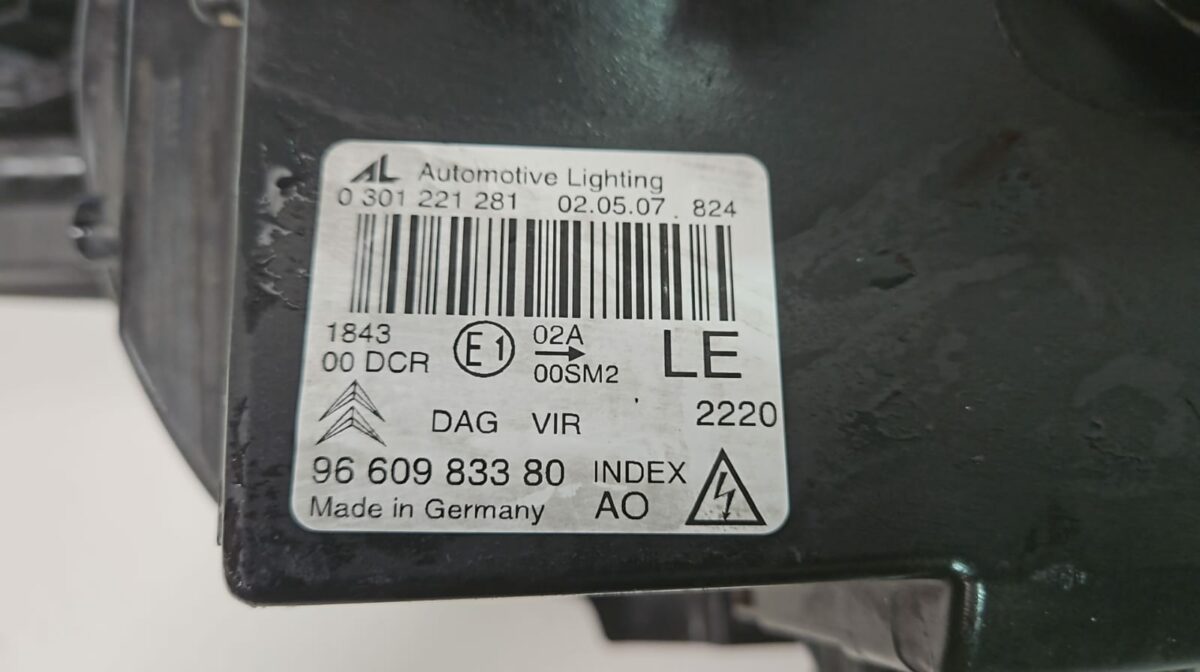 AL Automotive Lighting
0 301 221 281 02.05.07 824
1843
00 DCR
E1
02A
00SM2
LE
DAG VIR
2220
96 609 833 80
INDEX
AO
Made in Germany